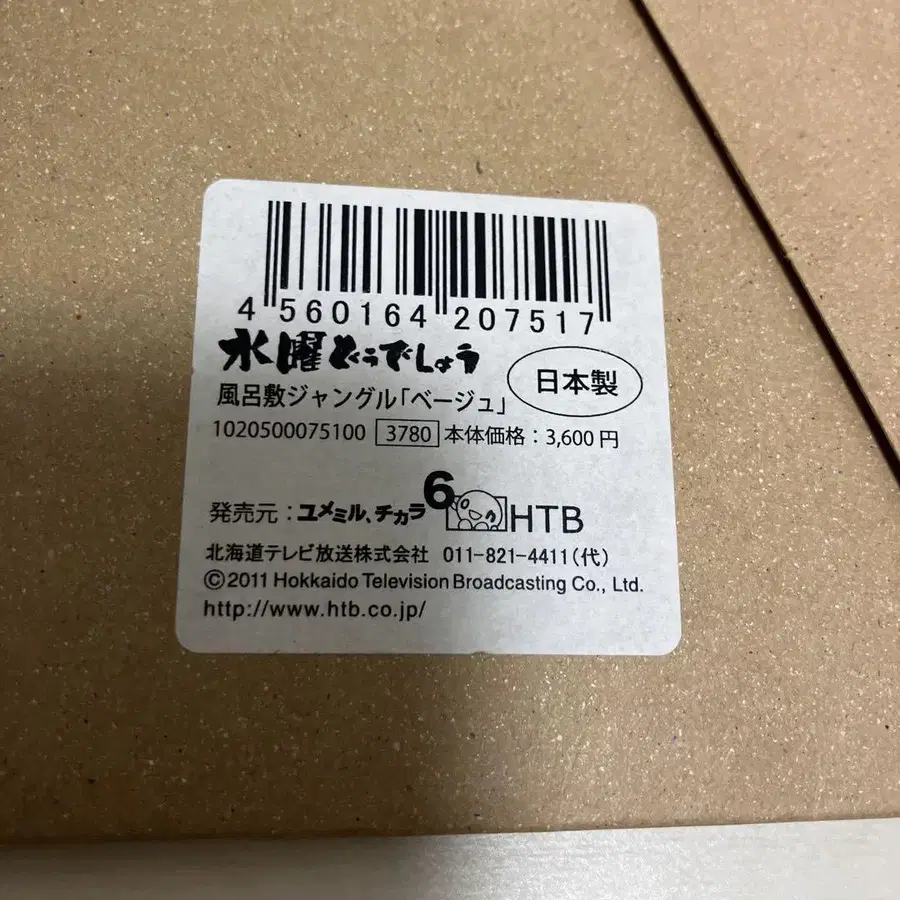 4 560164 207517
水曜どうでしょう
風呂敷ジャングル「ベージュ」
日本製
1020500075100 3780 本体価格：3,600円
発売元：ユメミル、チカラ 6 HTB
北海道テレビ放送株式会社 011-821-4411(代)
©2011 Hokkaido Television Broadcasting Co., Ltd.
http://www.htb.co.jp/